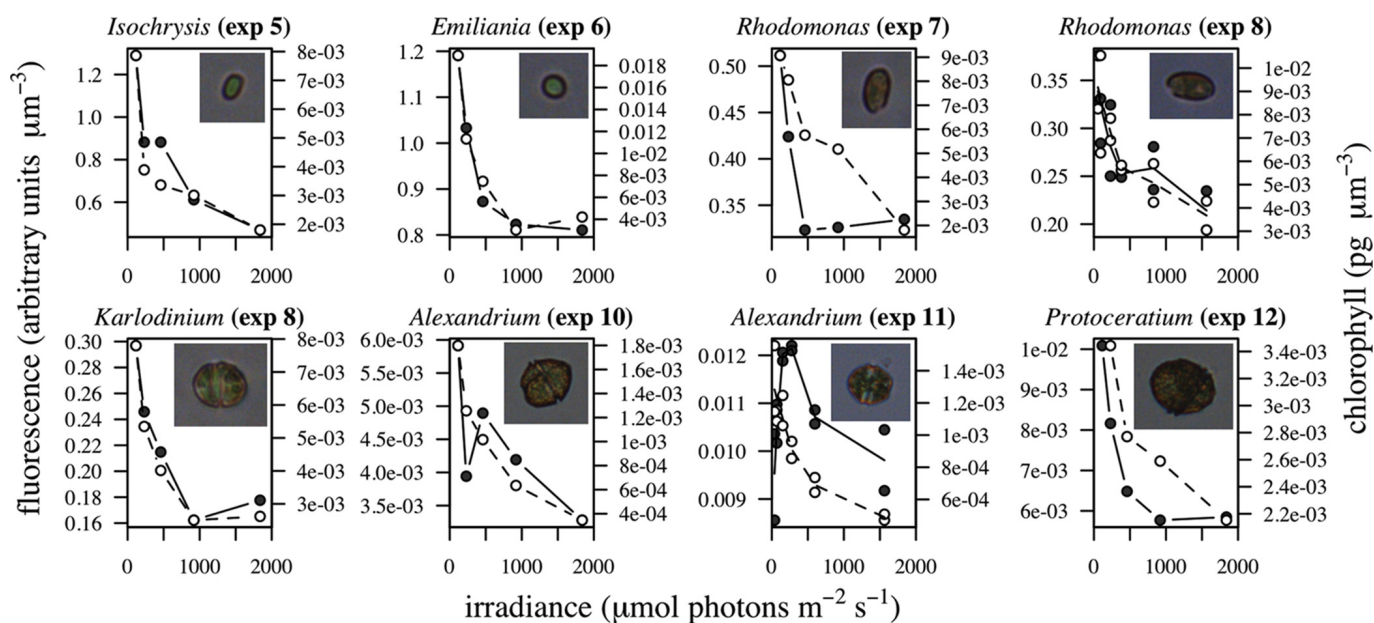 Isochrysis (exp 5) Emiliania (exp 6) Rhodomonas (exp 7) Rhodomonas (exp 8)
1.2 1.0 0.8 0.6
8e-03 7e-03 6e-03 5e-03 4e-03 3e-03 2e-03
1.2 1.1 1.0 0.9 0.8
0.018 0.016 0.014 0.012 1e-02 8e-03 6e-03 4e-03
0.50 0.45 0.40 0.35
9e-03 8e-03 7e-03 6e-03 5e-03 4e-03 3e-03 2e-03
0.35 0.30 0.25 0.20
1e-02 9e-03 8e-03 7e-03 6e-03 5e-03 4e-03 3e-03
0 1000 2000 0 1000 2000 0 1000 2000 0 1000 2000
Karlodinium (exp 8) Alexandrium (exp 10) Alexandrium (exp 11) Protoceratium (exp 12)
0.30 0.28 0.26 0.24 0.22 0.20 0.18 0.16
8e-03 7e-03 6e-03 5e-03 4e-03 3e-03
6.0e-03 5.5e-03 5.0e-03 4.5e-03 4.0e-03 3.5e-03
1.8e-03 1.6e-03 1.4e-03 1.2e-03 1e-03 8e-04 6e-04 4e-04
0.012 0.011 0.010 0.009
1.4e-03 1.2e-03 1e-03 8e-04 6e-04
1e-02 9e-03 8e-03 7e-03 6e-03
3.4e-03 3.2e-03 3e-03 2.8e-03 2.6e-03 2.4e-03 2.2e-03
0 1000 2000 0 1000 2000 0 1000 2000 0 1000 2000
irradiance (μmol photons m⁻² s⁻¹)
fluorescence (arbitrary units μm⁻³)
chlorophyll (pg μm⁻³)